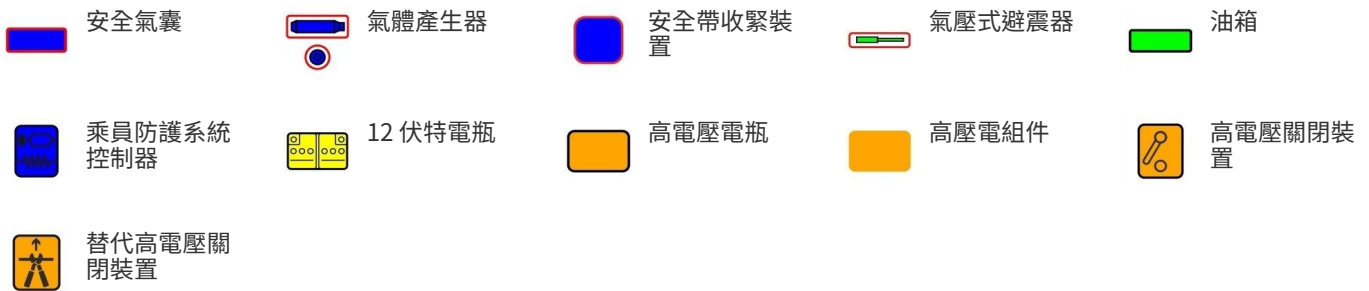 安全氣囊
氣體產生器
安全帶收緊裝
置
氣壓式避震器
油箱
乘員防護系統
控制器
12 伏特電瓶
高電壓電瓶
高壓電組件
高電壓關閉裝
置
替代高電壓關
閉裝置